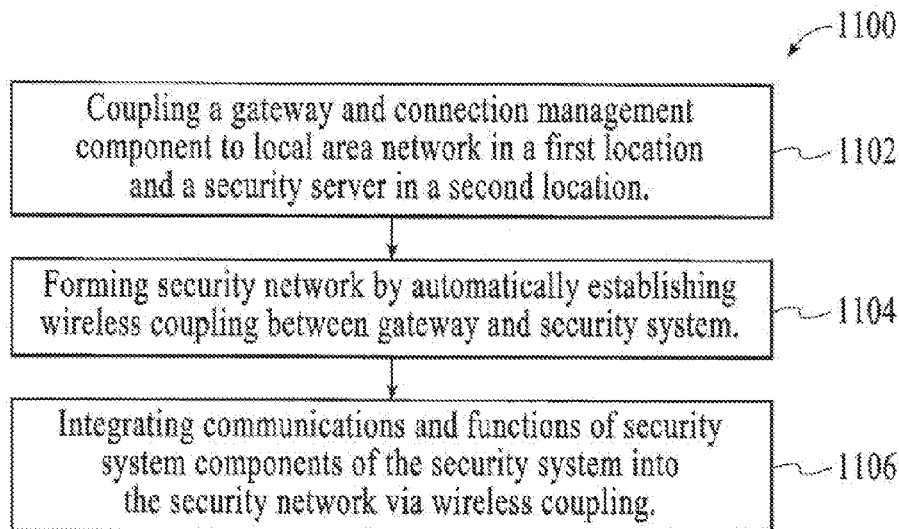 1100
Coupling a gateway and connection management
component to local area network in a first location
and a security server in a second location.
1102
Forming security network by automatically establishing
wireless coupling between gateway and security system.
1104
Integrating communications and functions of security
system components of the security system into
the security network via wireless coupling.
1106